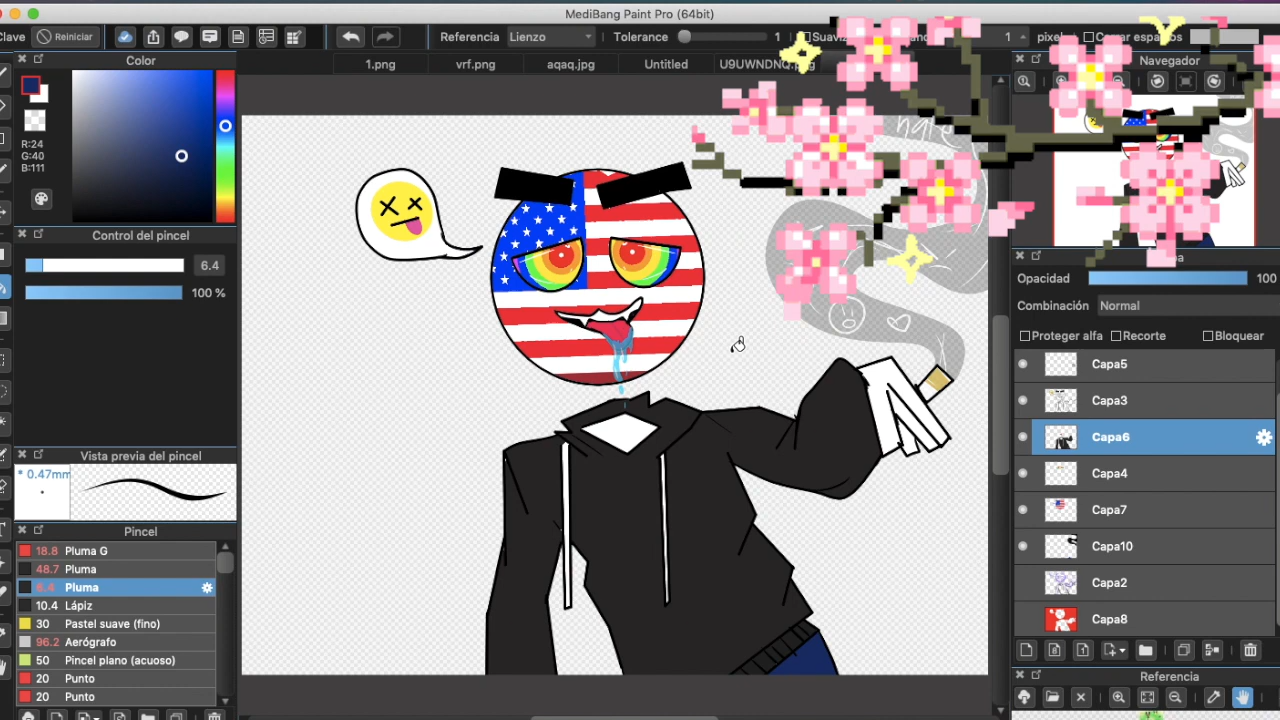 MediBang Paint Pro (64bit)
Clave Reiniciar Referencia Lienzo Tolerance 1 Suaviz 1 pixel Cerrar espa
1.png vrf.png aqaq.jpg Untitled U9UWNDNQ.png
Color
R:24
G:40
B:111
Control del pincel
6.4
100 %
Vista previa del pincel
* 0.47mm
Pincel
18.8 Pluma G
48.7 Pluma
6.4 Pluma
10.4 Lápiz
30 Pastel suave (fino)
96.2 Aerógrafo
50 Pincel plano (acuoso)
20 Punto
20 Punto
hate
Navegador
Opacidad 100
Combinación Normal
Proteger alfa Recorte Bloquear
Capa5
Capa3
Capa6
Capa4
Capa7
Capa10
Capa2
Capa8
Referencia